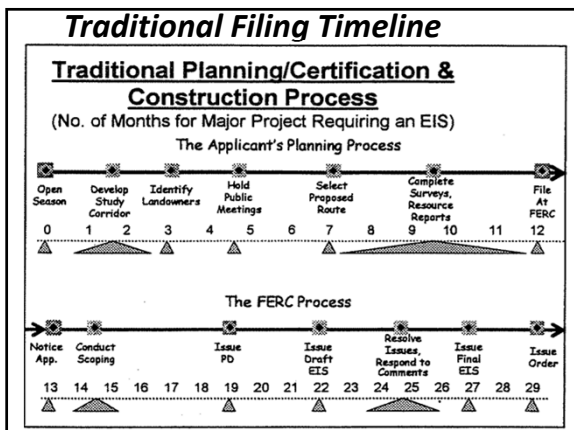 Traditional Filing Timeline
Traditional Planning/Certification &
Construction Process
(No. of Months for Major Project Requiring an EIS)
The Applicant's Planning Process
Open
Season
Develop
Study
Corridor
Identify
Landowners
Hold
Public
Meetings
Select
Proposed
Route
Complete
Surveys,
Resource
Reports
File
At
FERC
0 1 2 3 4 5 6 7 8 9 10 11 12
The FERC Process
Notice
App.
Conduct
Scoping
Issue
PD
Issue
Draft
EIS
Resolve
Issues,
Respond to
Comments
Issue
Final
EIS
Issue
Order
13 14 15 16 17 18 19 20 21 22 23 24 25 26 27 28 29